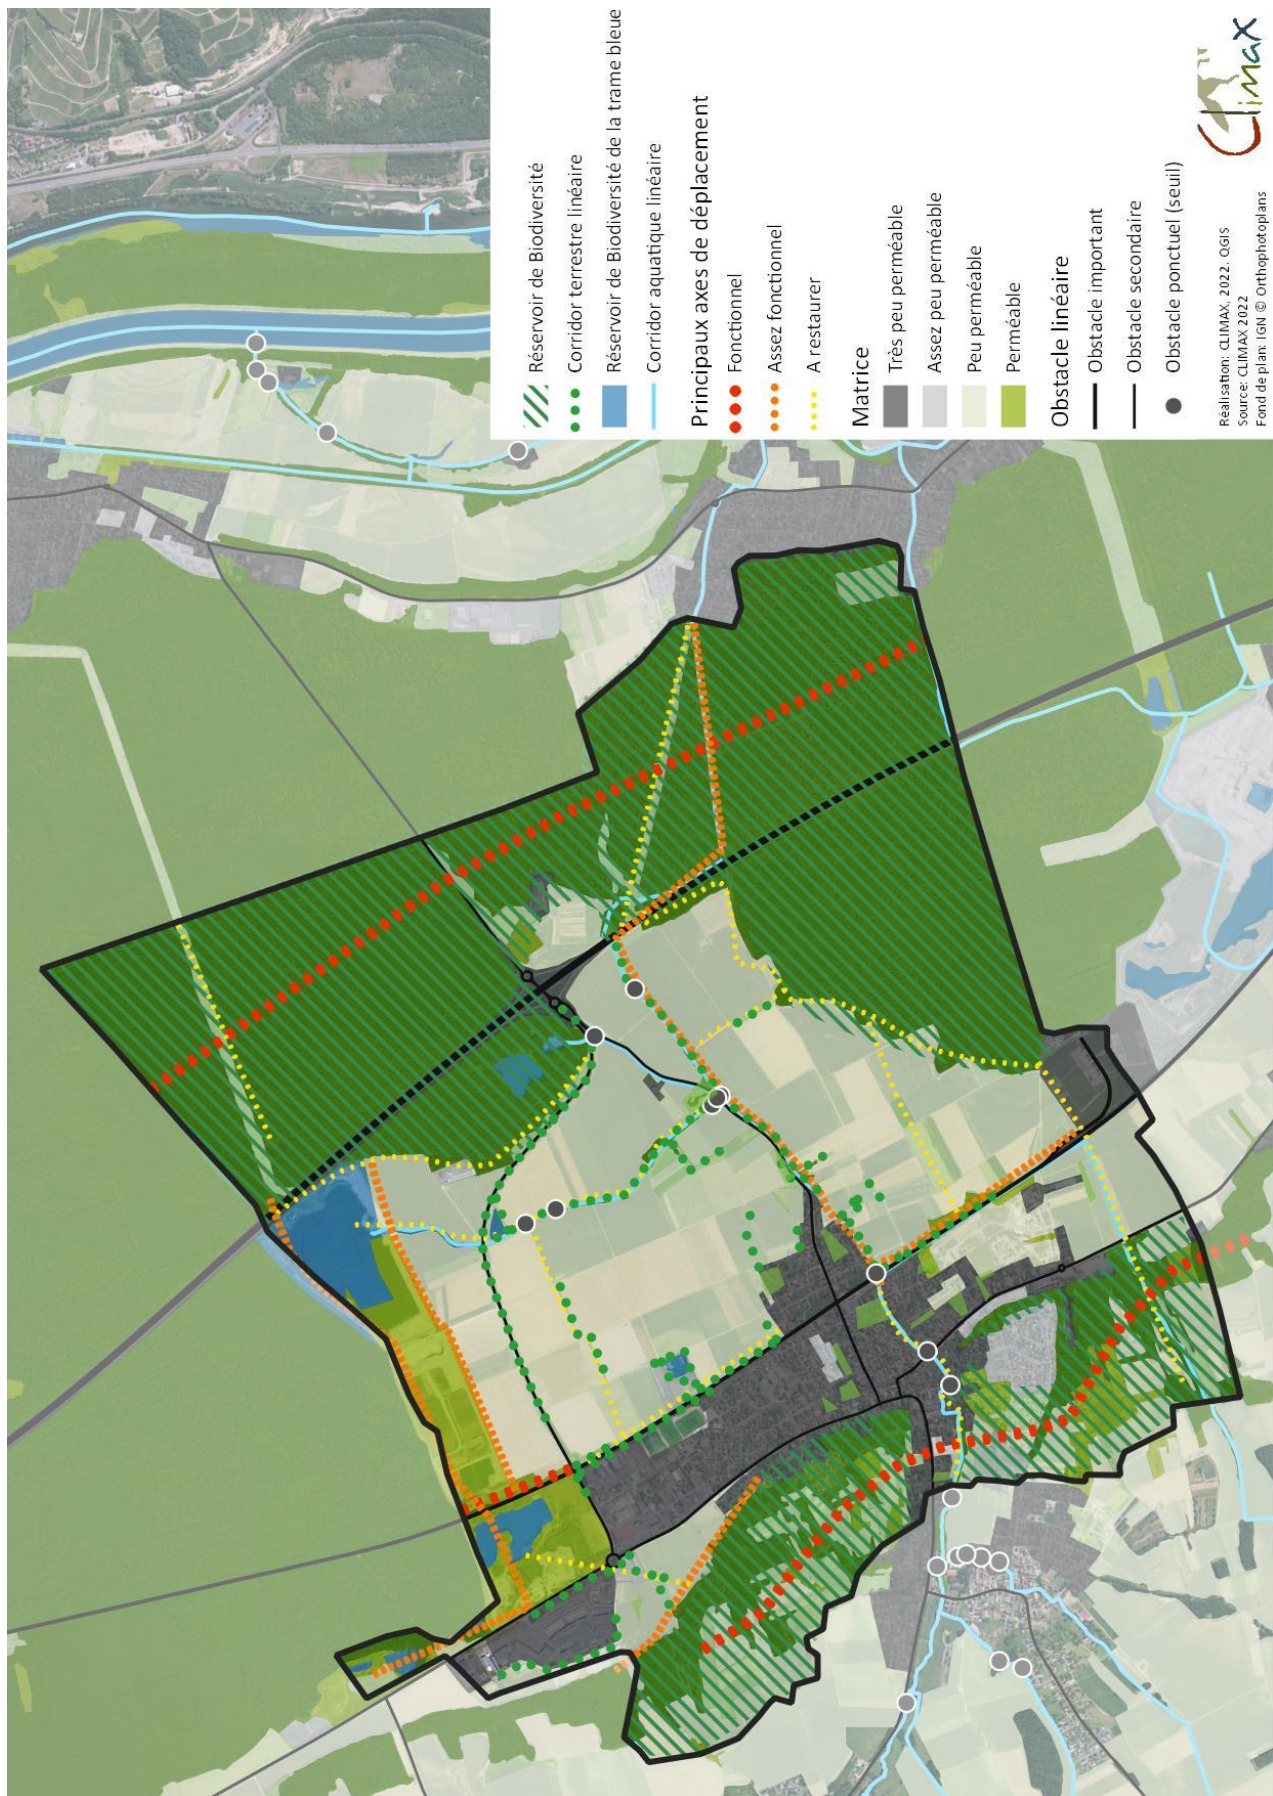 Réservoir de Biodiversité
Corridor terrestre linéaire
Réservoir de Biodiversité de la trame bleue
Corridor aquatique linéaire
Principaux axes de déplacement
Fonctionnel
Assez fonctionnel
A restaurer
Matrice
Très peu perméable
Assez peu perméable
Peu perméable
Perméable
Obstacle linéaire
Obstacle important
Obstacle secondaire
Obstacle ponctuel (seuil)
Réalisation: CLIMAX, 2022. QGIS
Source: CLIMAX 2022
Fond de plan: IGN © Orthophotoplans
Climax